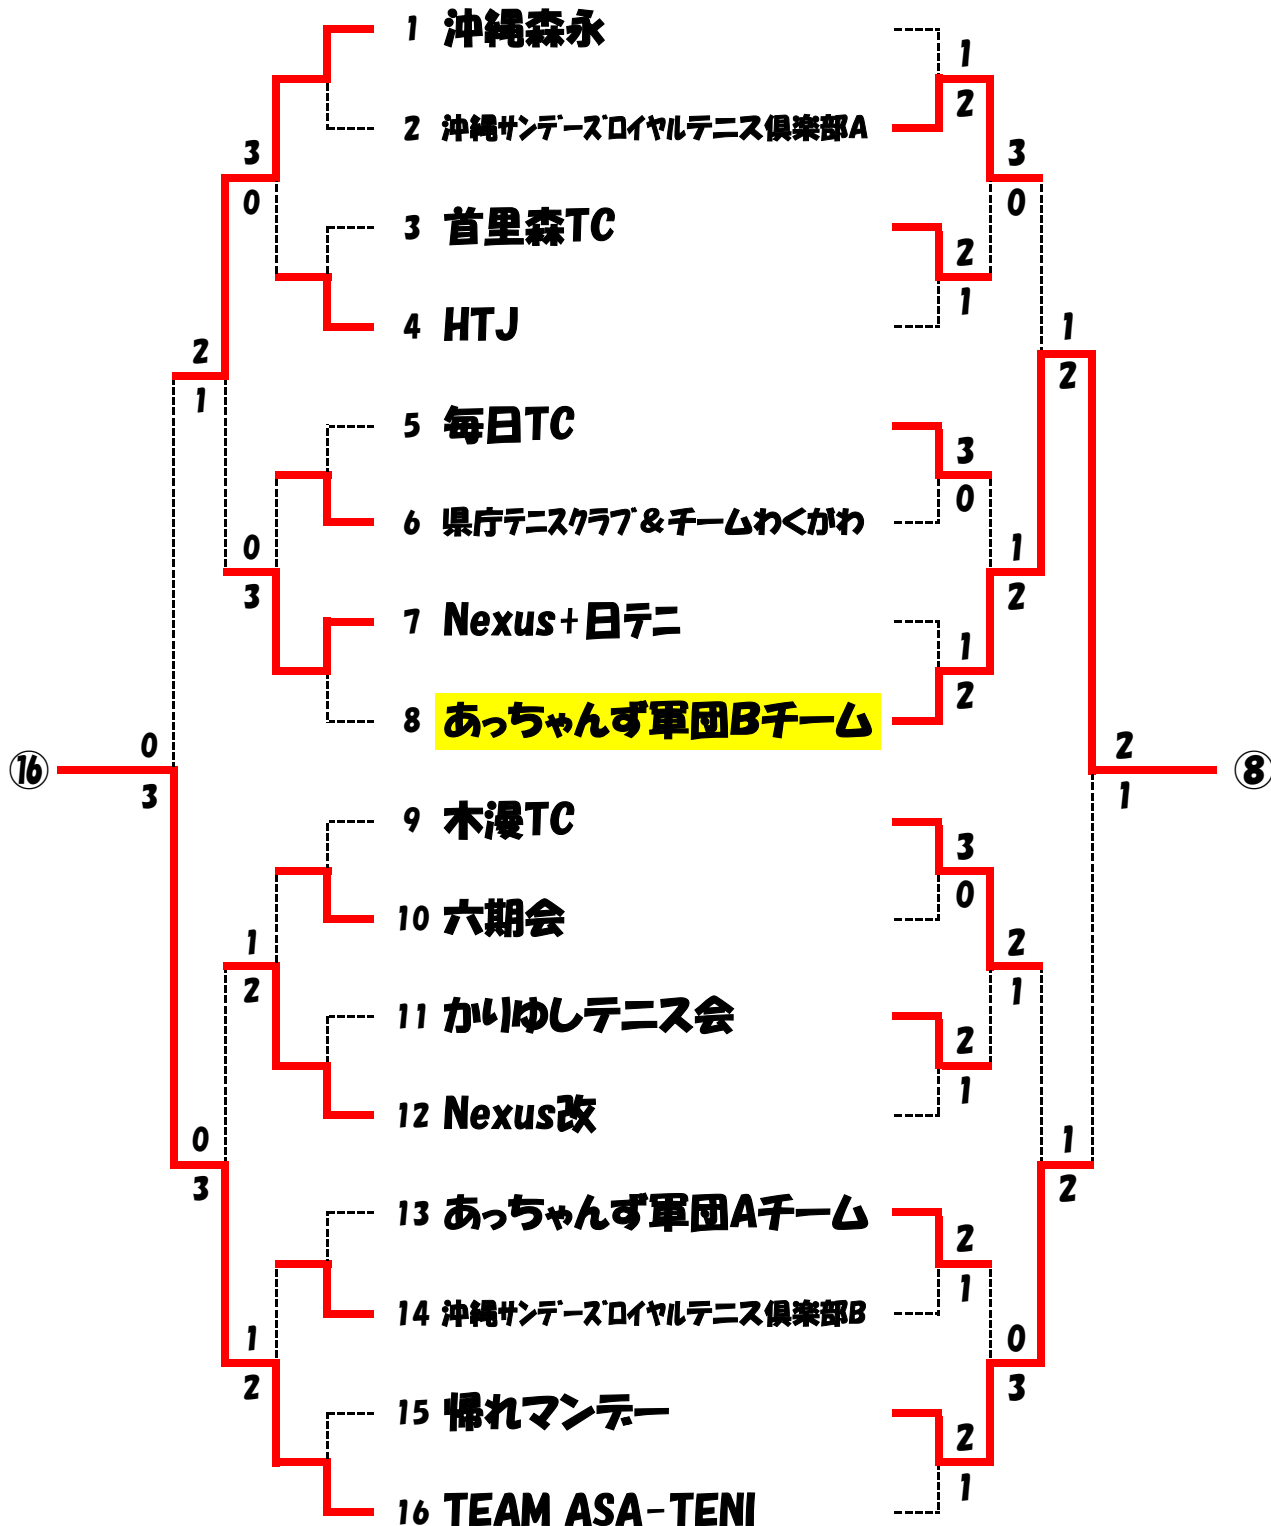 1 沖縄森永
1
2
2 沖縄サンデーズロイヤルテニス倶楽部A
3
3
0
0
3 首里森TC
2
1
4 HTJ
2
1
1
2
5 毎日TC
3
0
6 県庁テニスクラブ&チームわくがわ
0
1
3
2
7 Nexus+日テニ
1
2
8 あっちゃんず軍団Bチーム
0
2
⑯
⑧
3
1
9 木漫TC
3
0
10 六期会
1
2
2
1
11 かりゆしテニス会
2
1
12 Nexus改
0
1
3
2
13 あっちゃんず軍団Aチーム
2
1
14 沖縄サンデーズロイヤルテニス倶楽部B
1
0
2
3
15 帰れマンデー
2
1
16 TEAM ASA-TENI